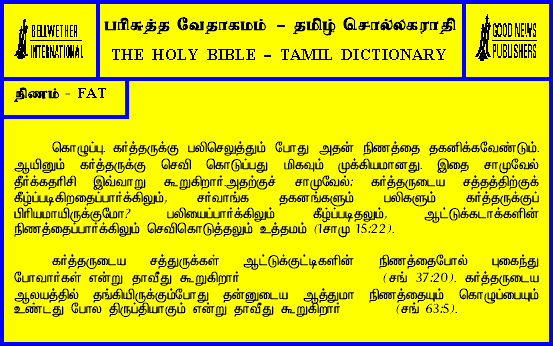 BELLWETHER
INTERNATIONAL
பரிசுத்த வேதாகமம் – தமிழ் சொல்லகராதி
THE HOLY BIBLE – TAMIL DICTIONARY
GOOD NEWS
PUBLISHERS
நிணம் - FAT
கொழுப்பு. கர்த்தருக்கு பலிசெலுத்தும் போது அதன் நிணத்தை தகனிக்கவேண்டும்.
ஆயினும் கர்த்தருக்கு செவி கொடுப்பது மிகவும் முக்கியமானது. இதை சாமுவேல்
தீர்க்கதரிசி இவ்வாறு கூறுகிறார்அதற்குச் சாமுவேல்: கர்த்தருடைய சத்தத்திற்குக்
கீழ்ப்படிகிறதைப்பார்க்கிலும், சர்வாங்க தகனங்களும் பலிகளும் கர்த்தருக்குப்
பிரியமாயிருக்குமோ? பலியைப்பார்க்கிலும் கீழ்ப்படிதலும், ஆட்டுக்கடாக்களின்
நிணத்தைப்பார்க்கிலும் செவிகொடுத்தலும் உத்தமம் (1சாமு 15:22).
கர்த்தருடைய சத்துருக்கள் ஆட்டுக்குட்டிகளின் நிணத்தைபோல் புகைந்து
போவார்கள் என்று தாவீது கூறுகிறார் (சங் 37:20). கர்த்தருடைய
ஆலயத்தில் தங்கியிருக்கும்போது தன்னுடைய ஆத்துமா நிணத்தையும் கொழுப்பையும்
உண்டது போல திருப்தியாகும் என்று தாவீது கூறுகிறார் (சங் 63:5).